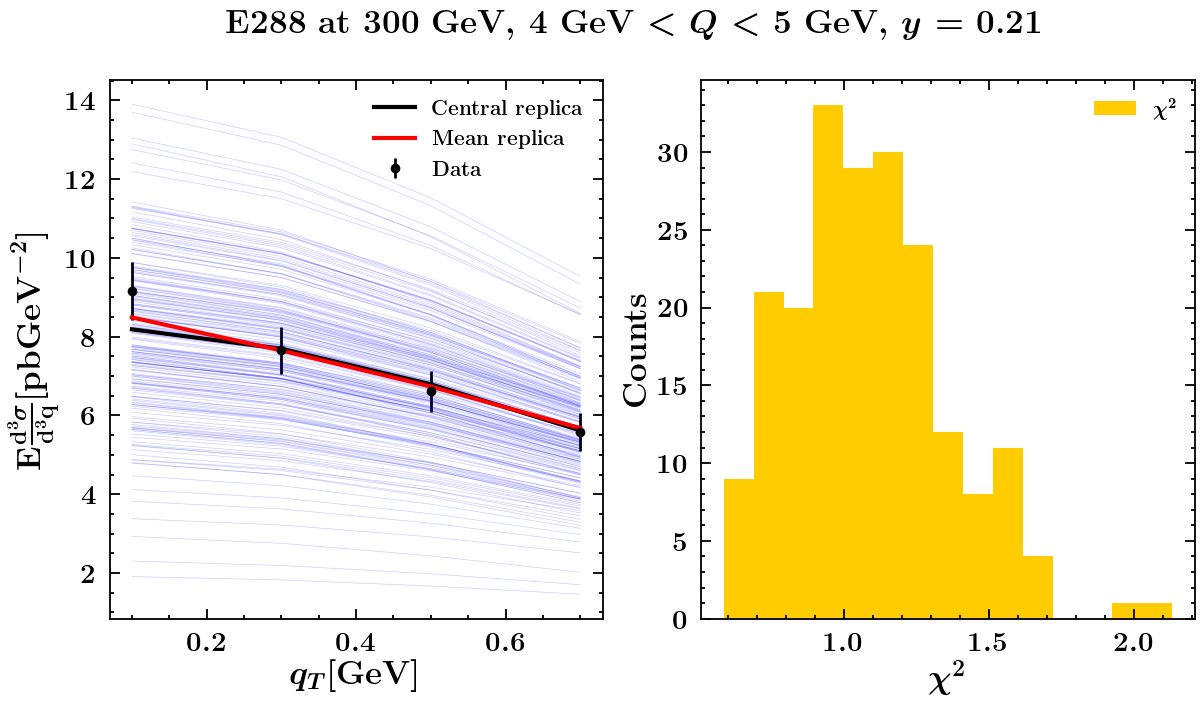 E288 at 300 GeV, 4 GeV < Q < 5 GeV, y = 0.21
14
12
10
8
6
4
2
0.2
0.4
0.6
E d³σ/d³q [pbGeV⁻²]
q_T[GeV]
Central replica
Mean replica
Data
30
25
20
15
10
5
0
1.0
1.5
2.0
Counts
χ²
χ²